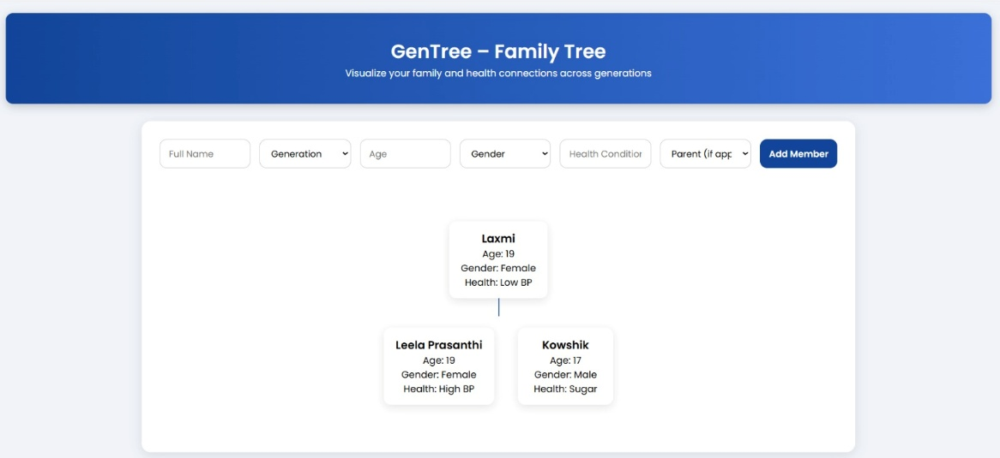 GenTree – Family Tree
Visualize your family and health connections across generations
Full Name
Generation
Age
Gender
Health Condition
Parent (if app
Add Member
Laxmi
Age: 19
Gender: Female
Health: Low BP
Leela Prasanthi
Age: 19
Gender: Female
Health: High BP
Kowshik
Age: 17
Gender: Male
Health: Sugar